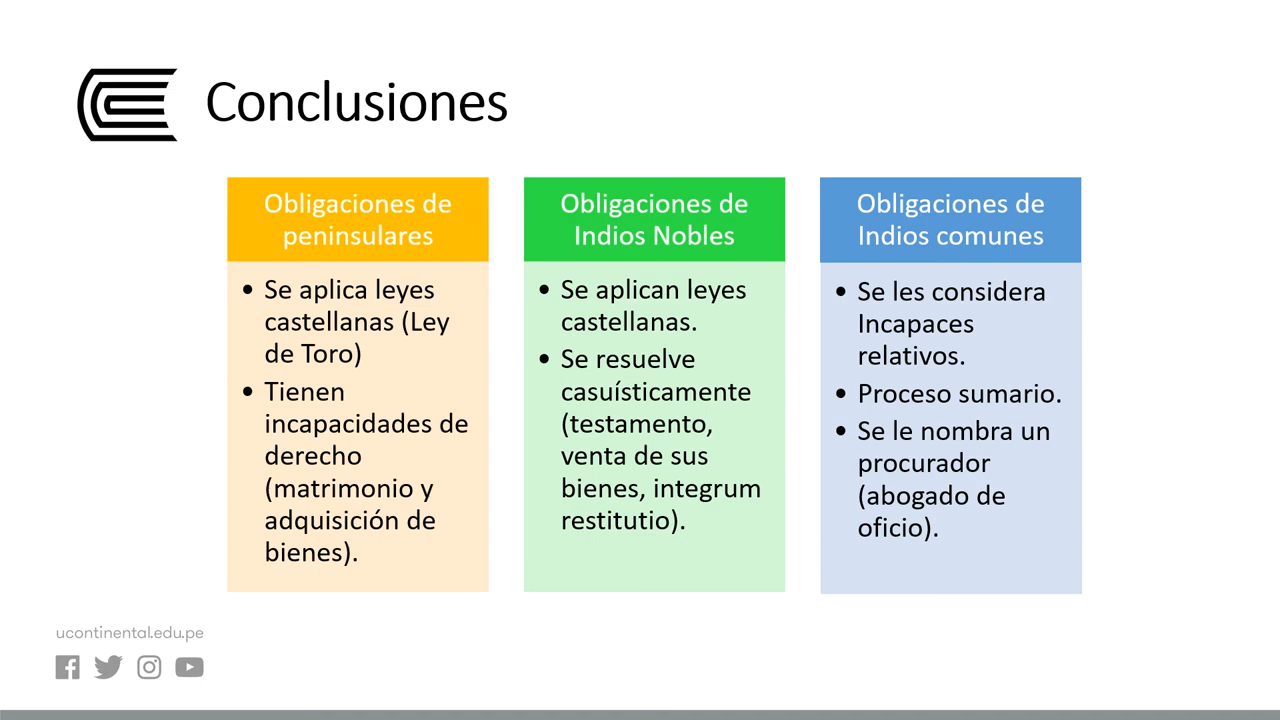 Conclusiones
Obligaciones de
peninsulares
• Se aplica leyes
castellanas (Ley
de Toro)
• Tienen
incapacidades de
derecho
(matrimonio y
adquisición de
bienes).
Obligaciones de
Indios Nobles
• Se aplican leyes
castellanas.
• Se resuelve
casuísticamente
(testamento,
venta de sus
bienes, integrum
restitutio).
Obligaciones de
Indios comunes
• Se les considera
Incapaces
relativos.
• Proceso sumario.
• Se le nombra un
procurador
(abogado de
oficio).
ucontinental.edu.pe